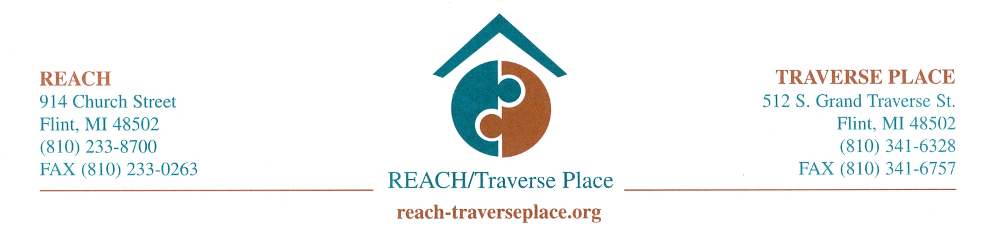 REACH
914 Church Street
Flint, MI 48502
(810) 233-8700
FAX (810) 233-0263
REACH/Traverse Place
reach-traverseplace.org
TRAVERSE PLACE
512 S. Grand Traverse St.
Flint, MI 48502
(810) 341-6328
FAX (810) 341-6757